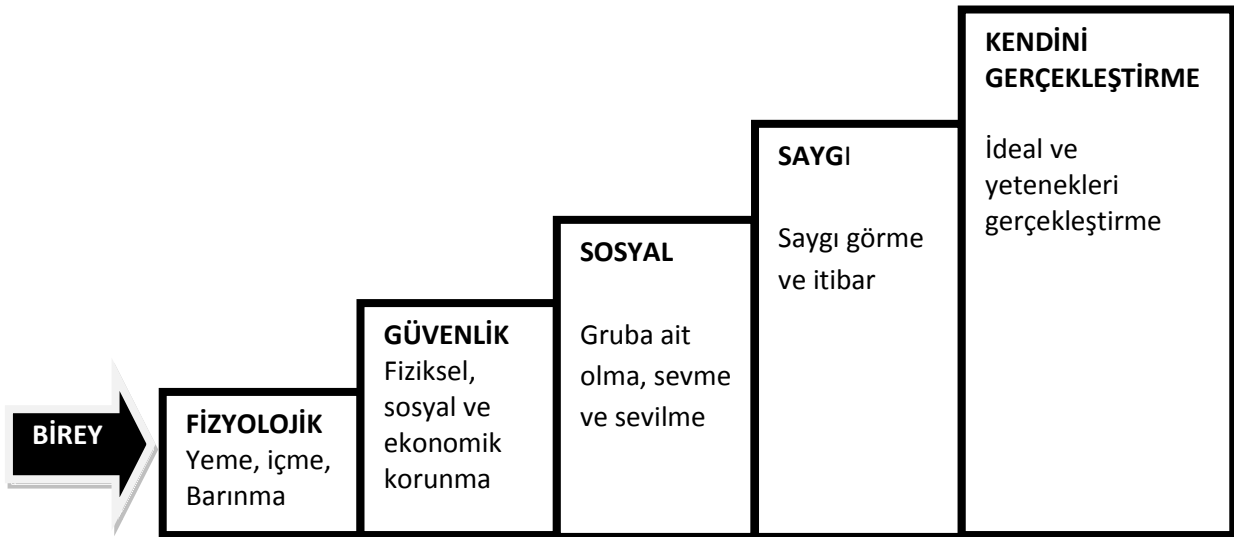 BİREY
FİZYOLOJİK
Yeme, içme,
Barınma
GÜVENLİK
Fiziksel,
sosyal ve
ekonomik
korunma
SOSYAL
Gruba ait
olma, sevme
ve sevilme
SAYGI
Saygı görme
ve itibar
KENDİNİ
GERÇEKLEŞTİRME
İdeal ve
yetenekleri
gerçekleştirme